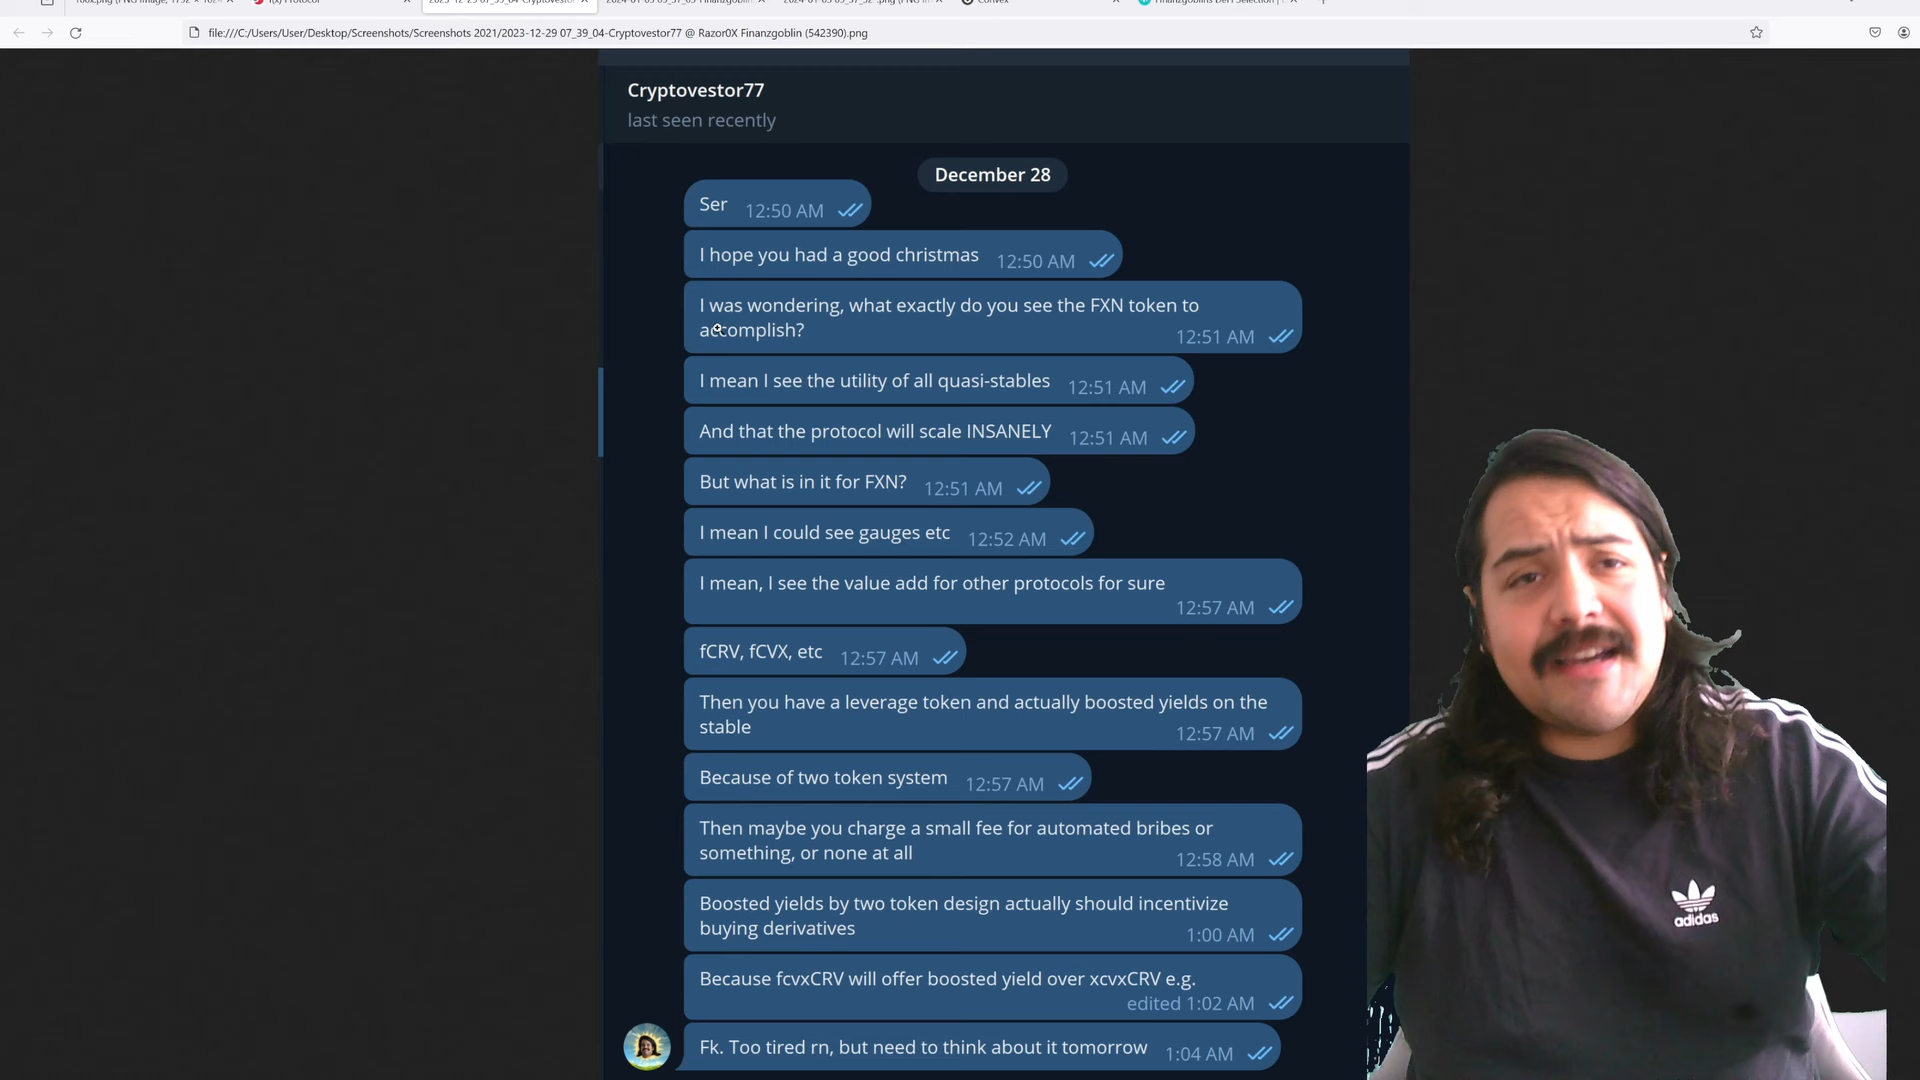 f(x) Protocol
Convex
file:///C:/Users/User/Desktop/Screenshots/Screenshots 2021/2023-12-29 07_39_04-Cryptovestor77 @ Razor0X Finanzgoblin (542390).png
Cryptovestor77
last seen recently
December 28
Ser 12:50 AM
I hope you had a good christmas 12:50 AM
I was wondering, what exactly do you see the FXN token to
accomplish? 12:51 AM
I mean I see the utility of all quasi-stables 12:51 AM
And that the protocol will scale INSANELY 12:51 AM
But what is in it for FXN? 12:51 AM
I mean I could see gauges etc 12:52 AM
I mean, I see the value add for other protocols for sure
12:57 AM
fCRV, fCVX, etc 12:57 AM
Then you have a leverage token and actually boosted yields on the
stable 12:57 AM
Because of two token system 12:57 AM
Then maybe you charge a small fee for automated bribes or
something, or none at all 12:58 AM
Boosted yields by two token design actually should incentivize
buying derivatives 1:00 AM
Because fcvxCRV will offer boosted yield over xcvxCRV e.g.
edited 1:02 AM
Fk. Too tired rn, but need to think about it tomorrow 1:04 AM
adidas